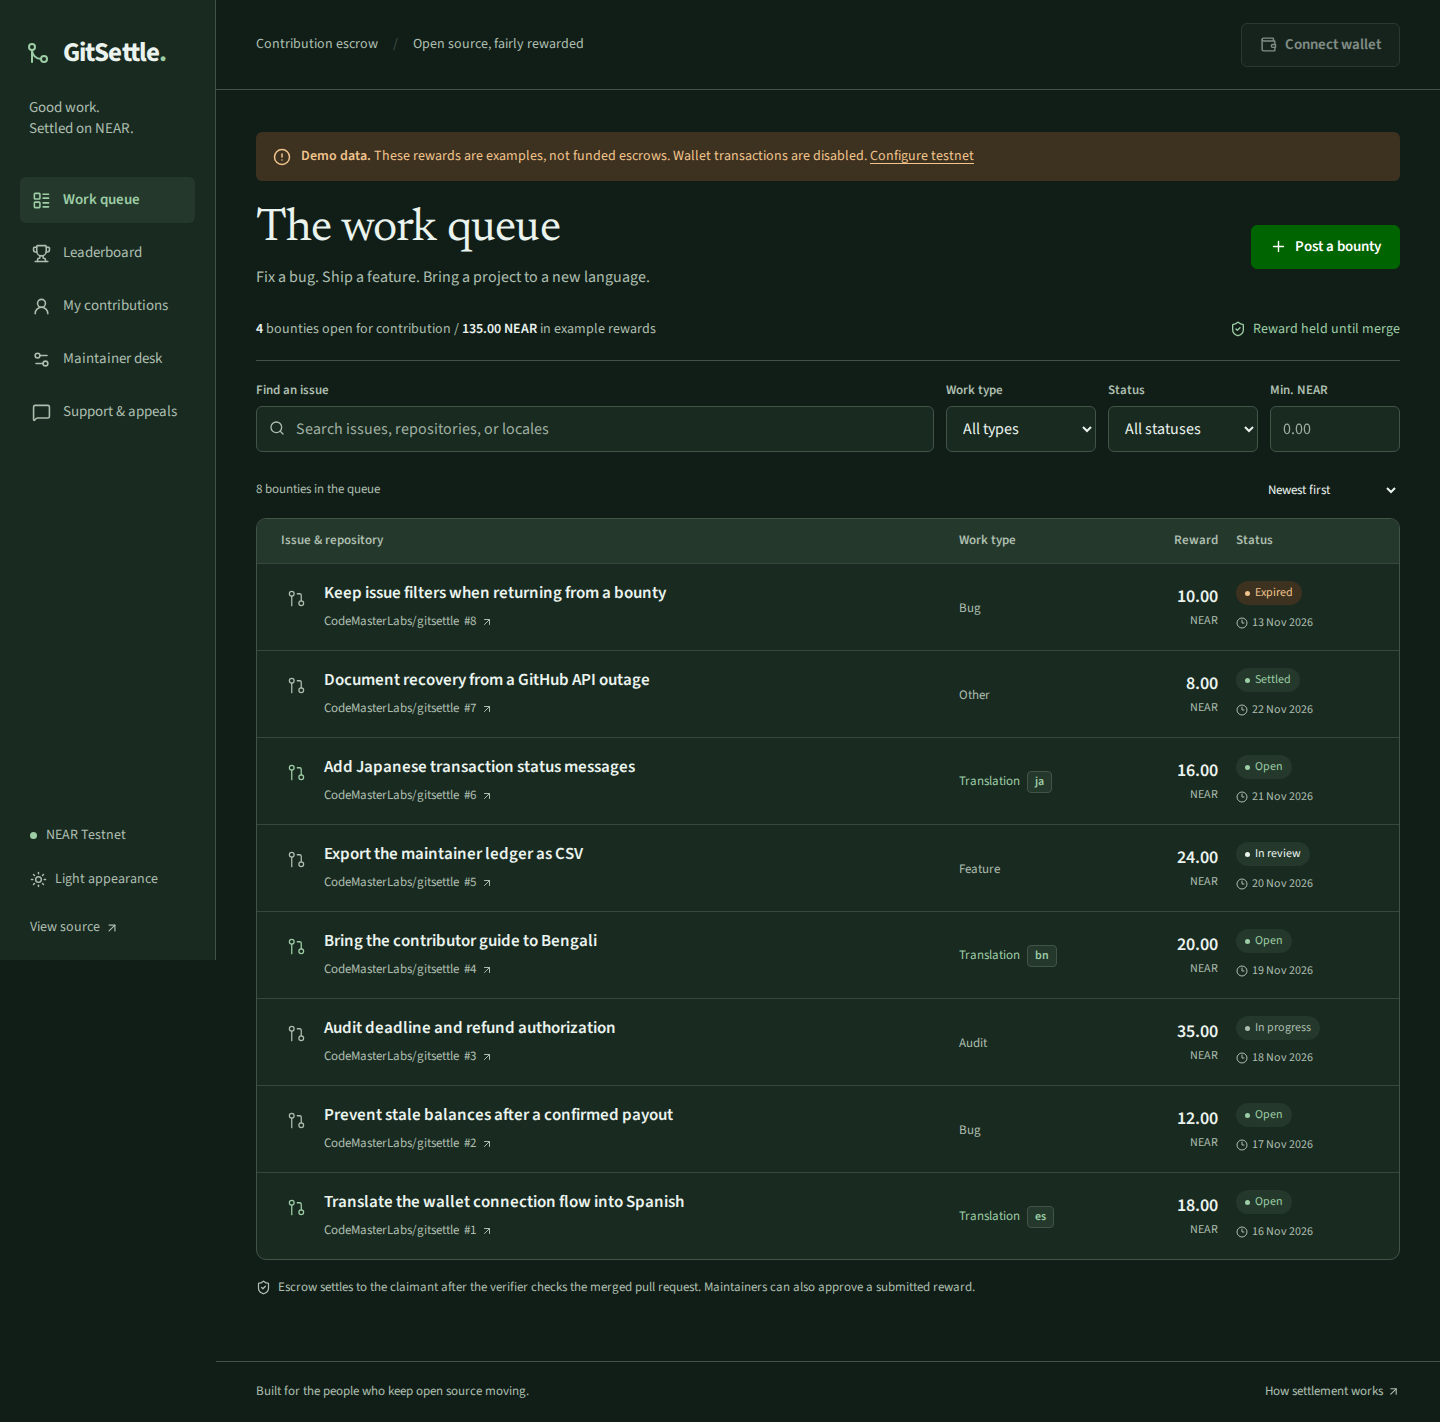 GitSettle.
Good work.
Settled on NEAR.
Work queue
Leaderboard
My contributions
Maintainer desk
Support & appeals
NEAR Testnet
Light appearance
View source
Contribution escrow / Open source, fairly rewarded
Connect wallet
Demo data. These rewards are examples, not funded escrows. Wallet transactions are disabled. Configure testnet
The work queue
Fix a bug. Ship a feature. Bring a project to a new language.
Post a bounty
4 bounties open for contribution / 135.00 NEAR in example rewards
Reward held until merge
Find an issue
Work type
Status
Min. NEAR
Search issues, repositories, or locales
All types
All statuses
0.00
8 bounties in the queue
Newest first
Issue & repository
Work type
Reward
Status
Keep issue filters when returning from a bounty
CodeMasterLabs/gitsettle #8
Bug
10.00
NEAR
Expired
13 Nov 2026
Document recovery from a GitHub API outage
CodeMasterLabs/gitsettle #7
Other
8.00
NEAR
Settled
22 Nov 2026
Add Japanese transaction status messages
CodeMasterLabs/gitsettle #6
Translation ja
16.00
NEAR
Open
21 Nov 2026
Export the maintainer ledger as CSV
CodeMasterLabs/gitsettle #5
Feature
24.00
NEAR
In review
20 Nov 2026
Bring the contributor guide to Bengali
CodeMasterLabs/gitsettle #4
Translation bn
20.00
NEAR
Open
19 Nov 2026
Audit deadline and refund authorization
CodeMasterLabs/gitsettle #3
Audit
35.00
NEAR
In progress
18 Nov 2026
Prevent stale balances after a confirmed payout
CodeMasterLabs/gitsettle #2
Bug
12.00
NEAR
Open
17 Nov 2026
Translate the wallet connection flow into Spanish
CodeMasterLabs/gitsettle #1
Translation es
18.00
NEAR
Open
16 Nov 2026
Escrow settles to the claimant after the verifier checks the merged pull request. Maintainers can also approve a submitted reward.
Built for the people who keep open source moving.
How settlement works